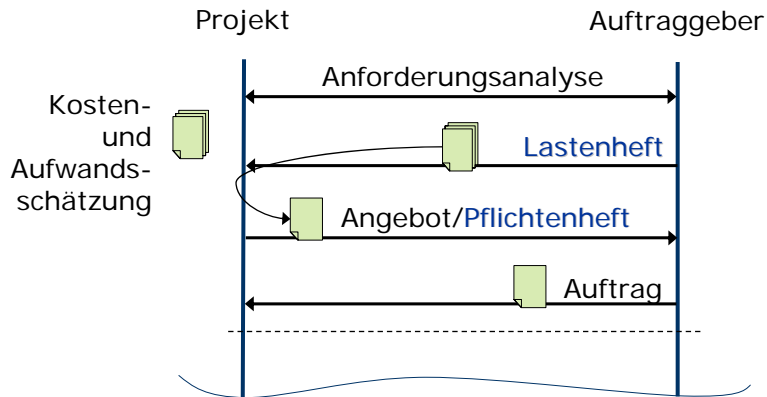 Projekt
Auftraggeber
Anforderungsanalyse
Kosten-
und
Aufwands-
schätzung
Lastenheft
Angebot/Pflichtenheft
Auftrag